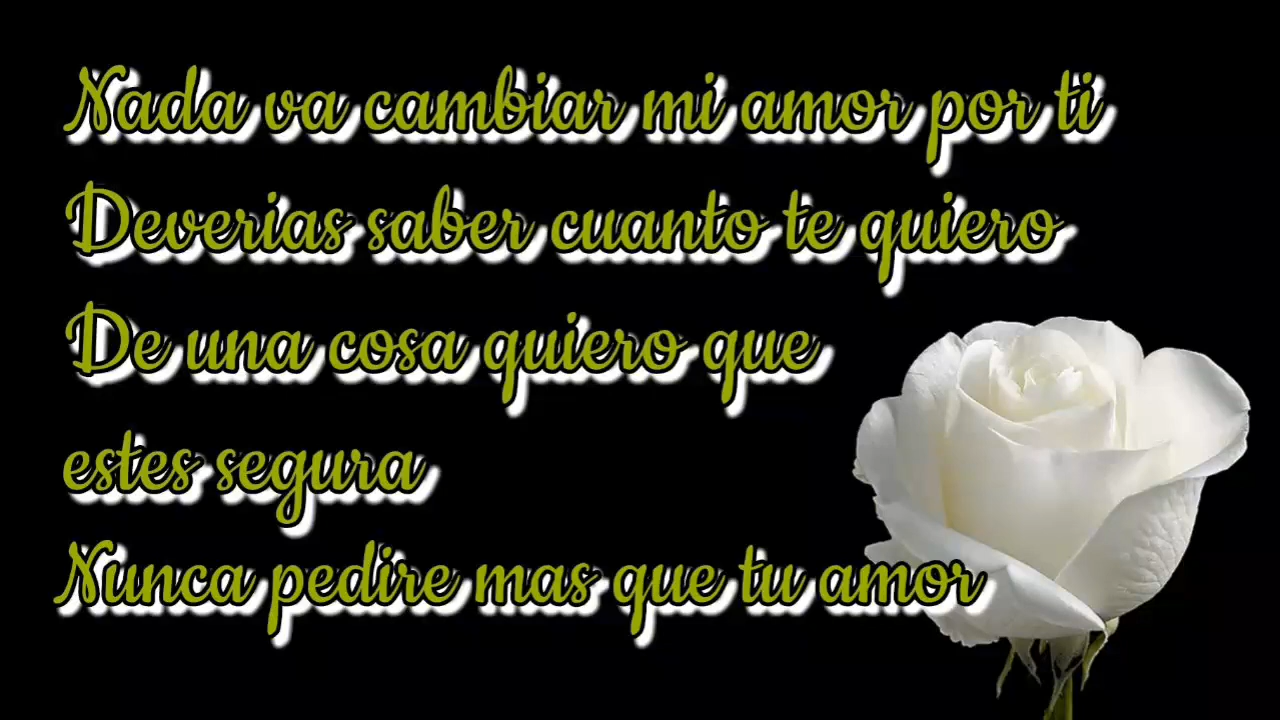 Nada va cambiar mi amor por ti
Deverias saber cuanto te quiero
De una cosa quiero que
estes segura
Nunca pedire mas que tu amor